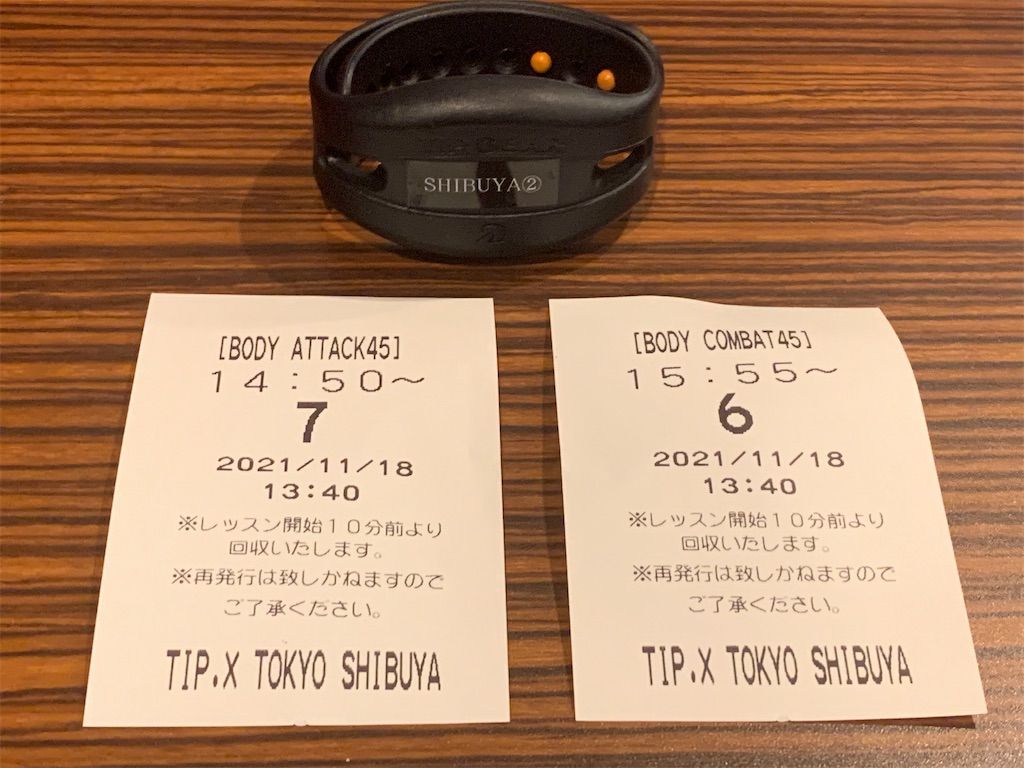 TIP GEAR
SHIBUYA②
[BODY ATTACK45]
14:50～
7
2021/11/18
13:40
※レッスン開始10分前より
回収いたします。
※再発行は致しかねますので
ご了承ください。
TIP.X TOKYO SHIBUYA
[BODY COMBAT45]
15:55～
6
2021/11/18
13:40
※レッスン開始10分前より
回収いたします。
※再発行は致しかねますので
ご了承ください。
TIP.X TOKYO SHIBUYA